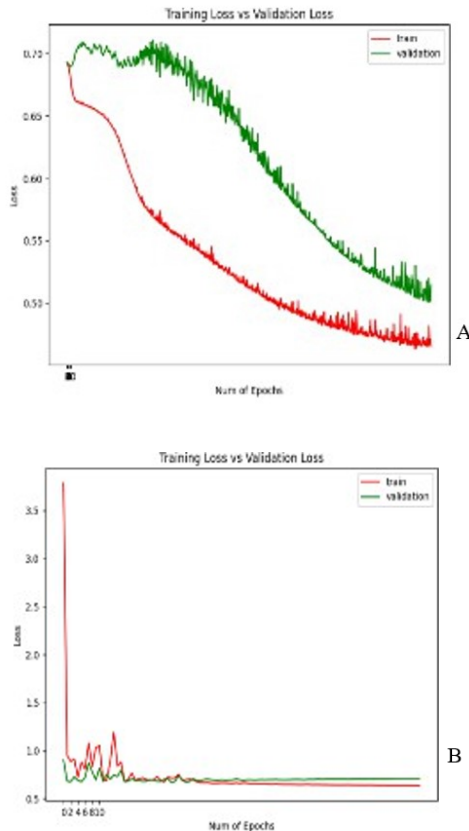 Training Loss vs Validation Loss
train
validation
0.70
0.65
0.60
0.55
0.50
Loss
Num of Epochs
A
Training Loss vs Validation Loss
train
validation
3.5
3.0
2.5
2.0
1.5
1.0
0.5
Loss
0 2 4 6 8 10
Num of Epochs
B